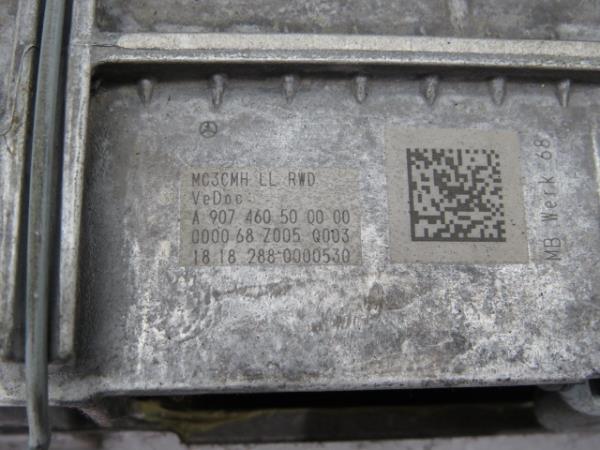 MC3CMH LL RWD
VeDoc
A 907 460 50 00 00
0000 68 Z005 Q003
18 18 288-0000530
MB Werk 68